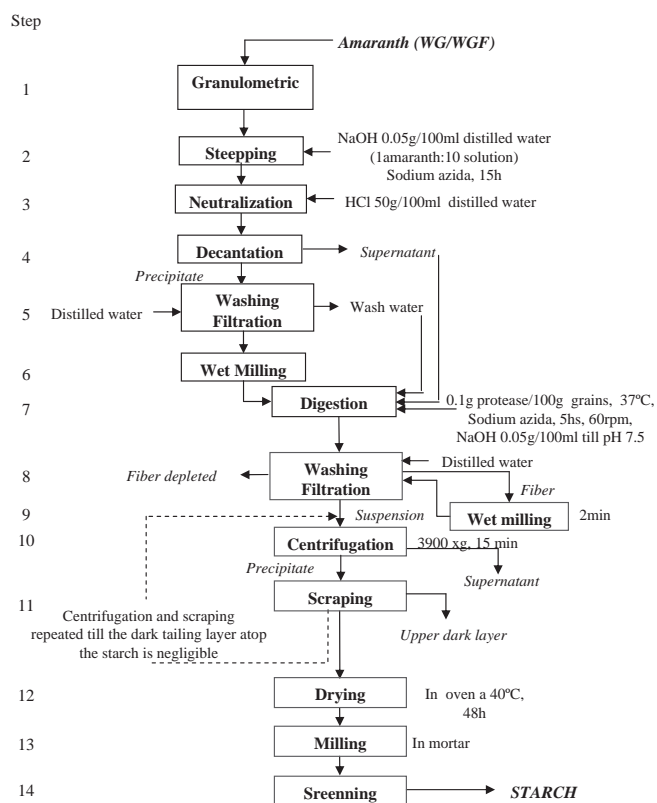 Step
Amaranth (WG/WGF)
1
Granulometric
2
Steepping
NaOH 0.05g/100ml distilled water
(1amaranth:10 solution)
Sodium azida, 15h
3
Neutralization
HCl 50g/100ml distilled water
4
Decantation
Supernatant
Precipitate
5
Distilled water
Washing
Filtration
Wash water
6
Wet Milling
7
Digestion
0.1g protease/100g grains, 37ºC,
Sodium azida, 5hs, 60rpm,
NaOH 0.05g/100ml till pH 7.5
8
Fiber depleted
Washing
Filtration
Distilled water
Fiber
9
Suspension
Wet milling
2min
10
Centrifugation
3900 xg, 15 min
Precipitate
Supernatant
11
Scraping
Centrifugation and scraping
repeated till the dark tailing layer atop
the starch is negligible
Upper dark layer
12
Drying
In oven a 40ºC,
48h
13
Milling
In mortar
14
Sreenning
STARCH